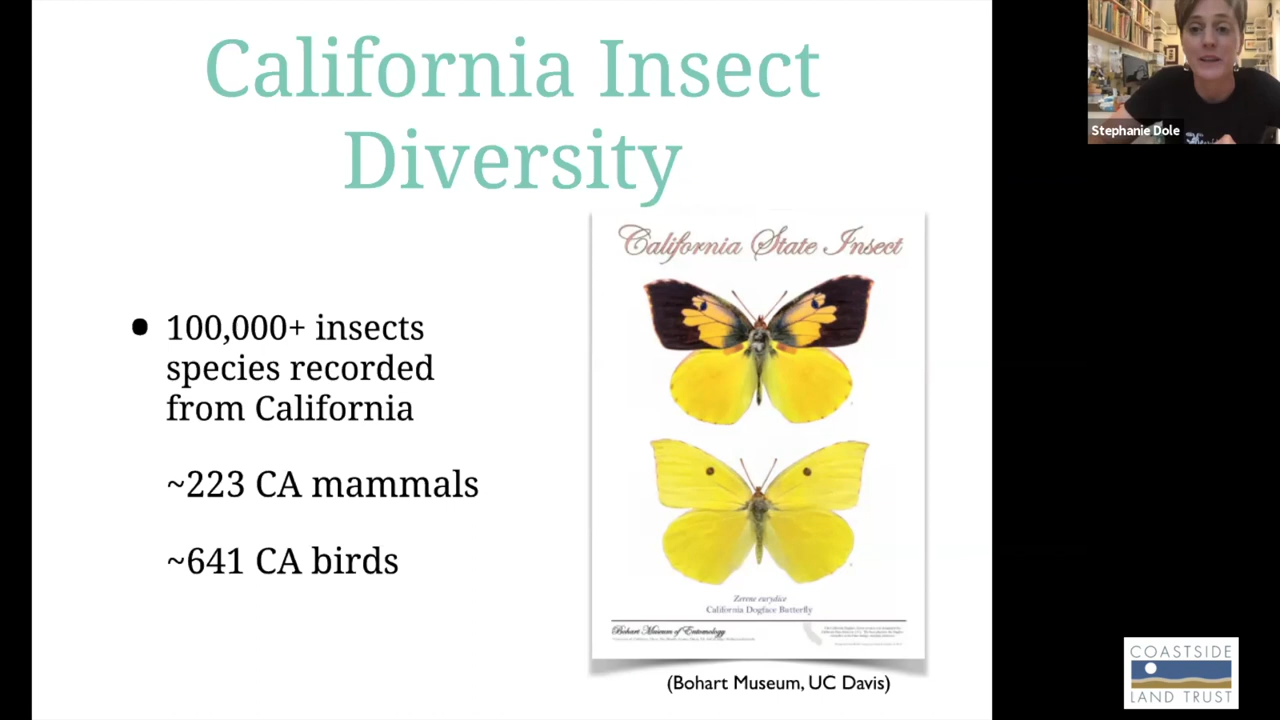 California Insect
Diversity
Stephanie Dole
California State Insect
• 100,000+ insects
species recorded
from California
~223 CA mammals
~641 CA birds
Zerene eurydice
California Dogface Butterfly
Bohart Museum of Entomology
(Bohart Museum, UC Davis)
COASTSIDE
LAND TRUST